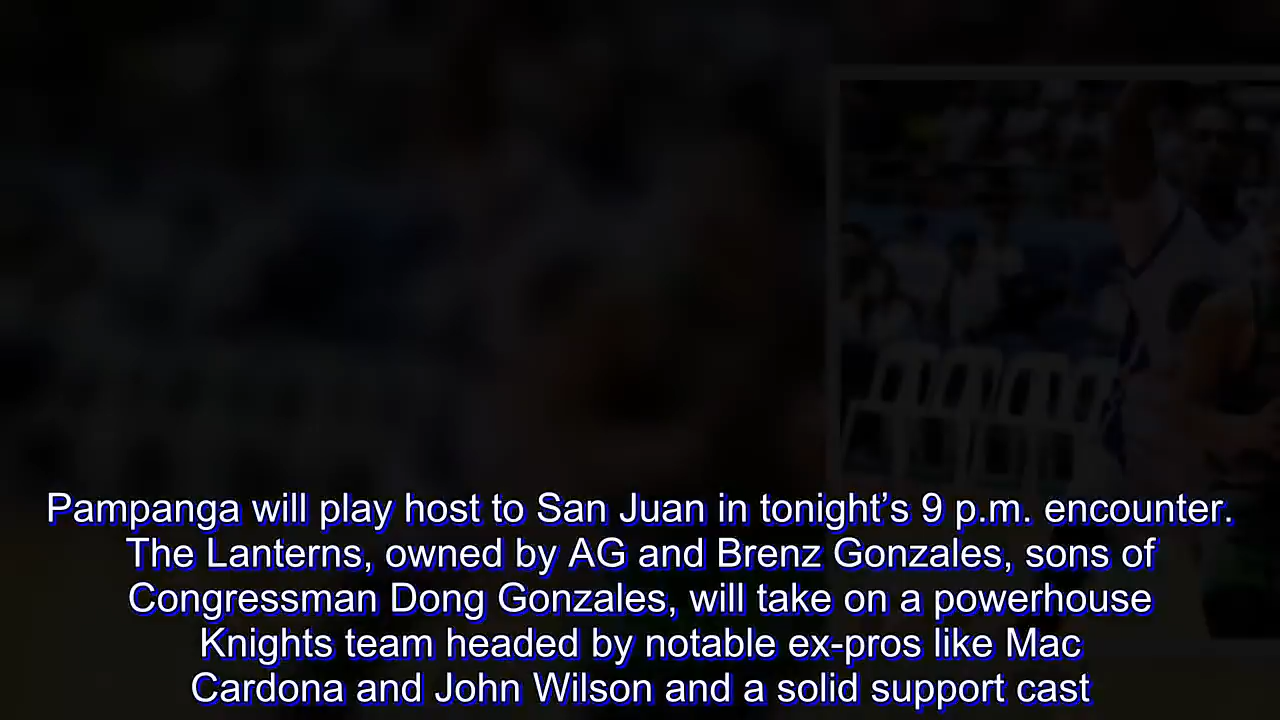 Pampanga will play host to San Juan in tonight’s 9 p.m. encounter.
The Lanterns, owned by AG and Brenz Gonzales, sons of
Congressman Dong Gonzales, will take on a powerhouse
Knights team headed by notable ex-pros like Mac
Cardona and John Wilson and a solid support cast